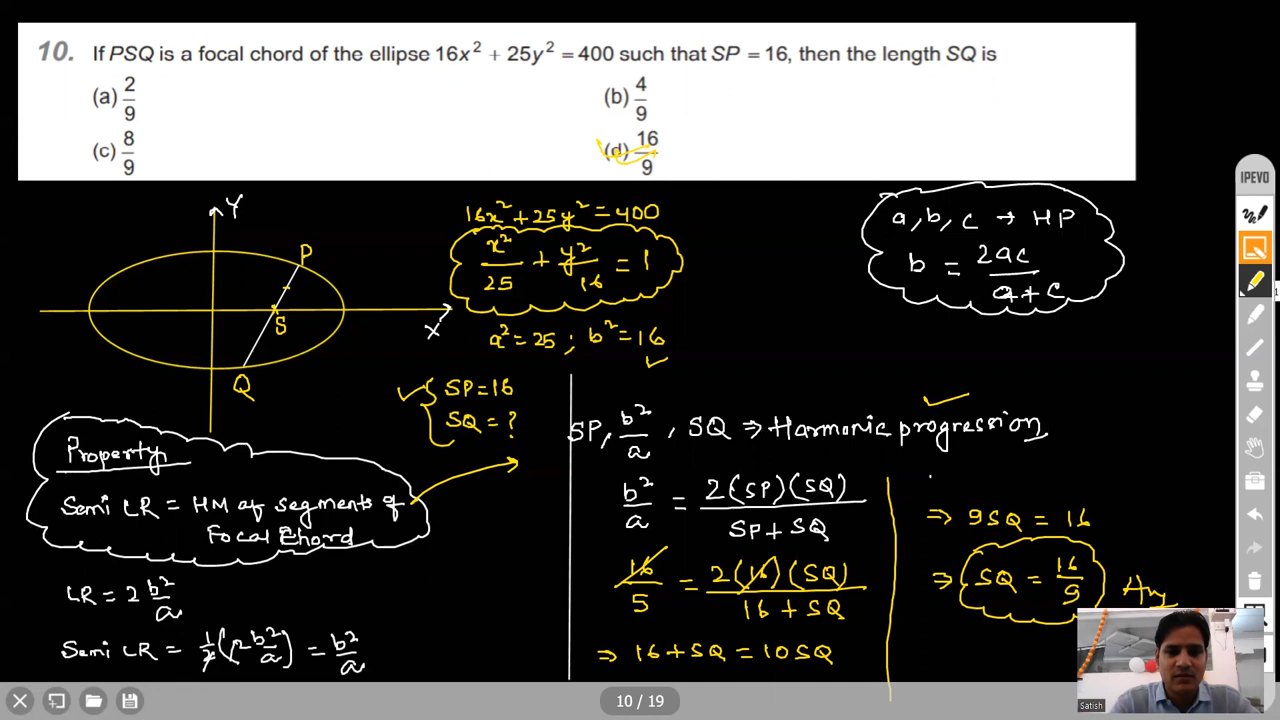 10. If PSQ is a focal chord of the ellipse 16x² + 25y² = 400 such that SP = 16, then the length SQ is
(a) 2/9
(b) 4/9
(c) 8/9
(d) 16/9
Y
P
S
X
Q
16x² + 25y² = 400
x²/25 + y²/16 = 1
a² = 25 ; b² = 16
a, b, c → HP
b = 2ac/a+c
SP = 16
SQ = ?
Property
Semi LR = HM of segments of
Focal Chord
LR = 2 b²/a
Semi LR = 1/2 (2b²/a) = b²/a
SP, b²/a, SQ ⇒ Harmonic progression
b²/a = 2(SP)(SQ)/SP + SQ
16/5 = 2(16)(SQ)/16 + SQ
⇒ 16 + SQ = 10SQ
⇒ 9SQ = 16
⇒ SQ = 16/9 Ans
IPEVO
1
Satish
10 / 19